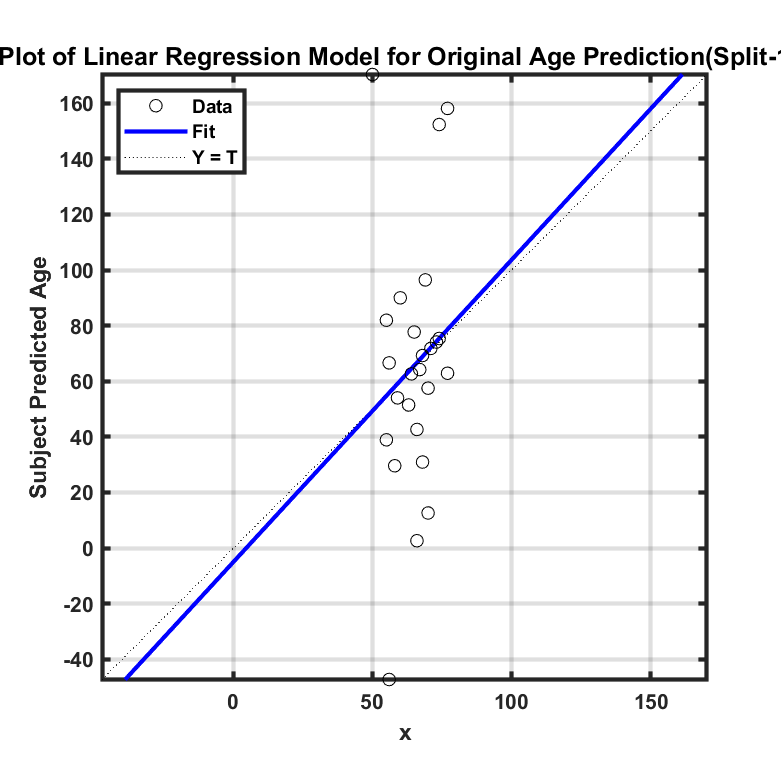 Plot of Linear Regression Model for Original Age Prediction(Split-1
Data
Fit
Y = T
160
140
120
100
80
60
40
20
0
-20
-40
Subject Predicted Age
0 50 100 150
x